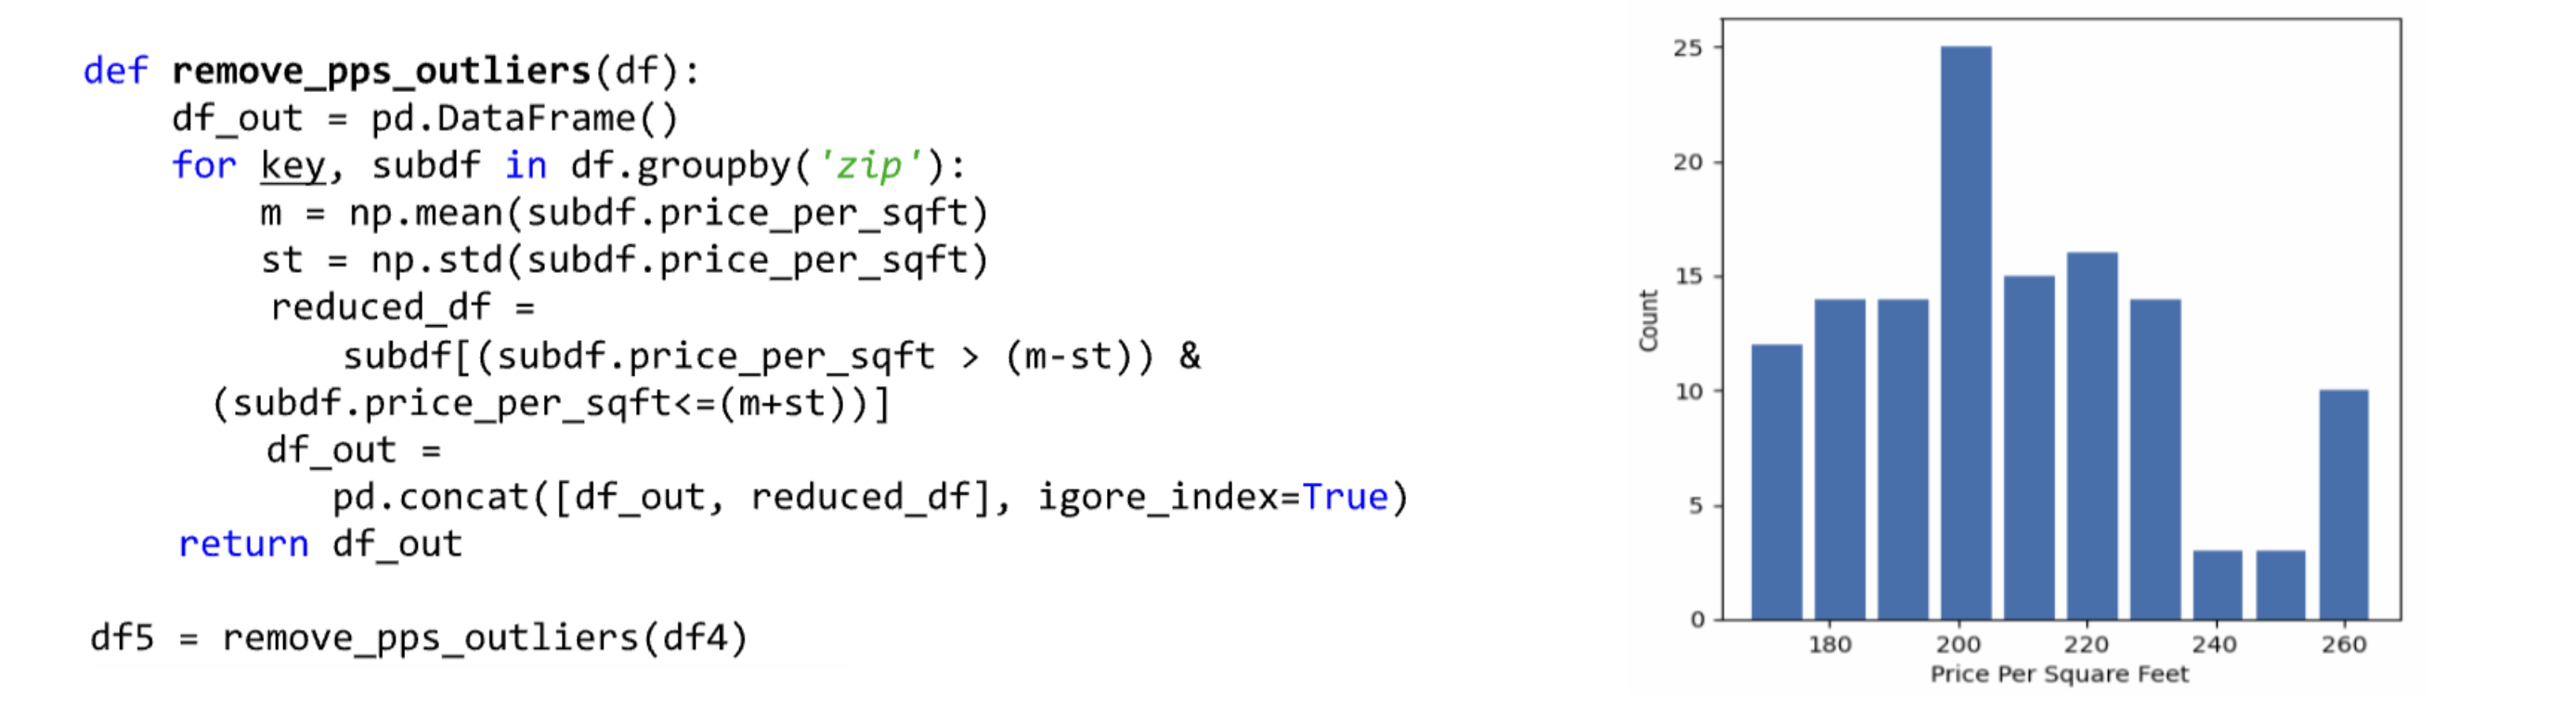 def remove_pps_outliers(df):
df_out = pd.DataFrame()
for key, subdf in df.groupby('zip'):
m = np.mean(subdf.price_per_sqft)
st = np.std(subdf.price_per_sqft)
reduced_df =
subdf[(subdf.price_per_sqft > (m-st)) &
(subdf.price_per_sqft<=(m+st))]
df_out =
pd.concat([df_out, reduced_df], igore_index=True)
return df_out
df5 = remove_pps_outliers(df4)
25
20
15
10
5
0
Count
180 200 220 240 260
Price Per Square Feet